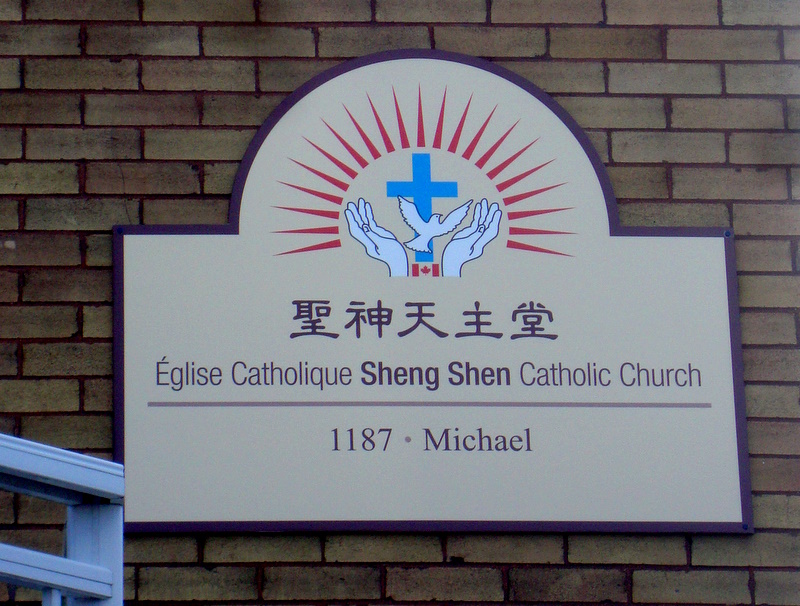 聖神天主堂
Église Catholique Sheng Shen Catholic Church
1187 • Michael